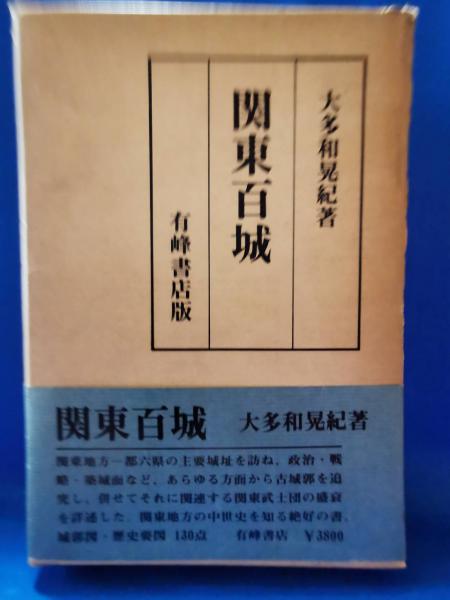 大多和晃紀著
関東百城
有峰書店版
関東百城 大多和晃紀著
関東地方一都六県の主要城址を訪ね、政治・戦
略・築城面など、あらゆる方面から古城郭を追
究し、併せてそれに関連する関東武士団の盛衰
を詳述した。関東地方の中世史を知る絶好の書。
城郭図・歴史要図 130点 有峰書店 ¥3800